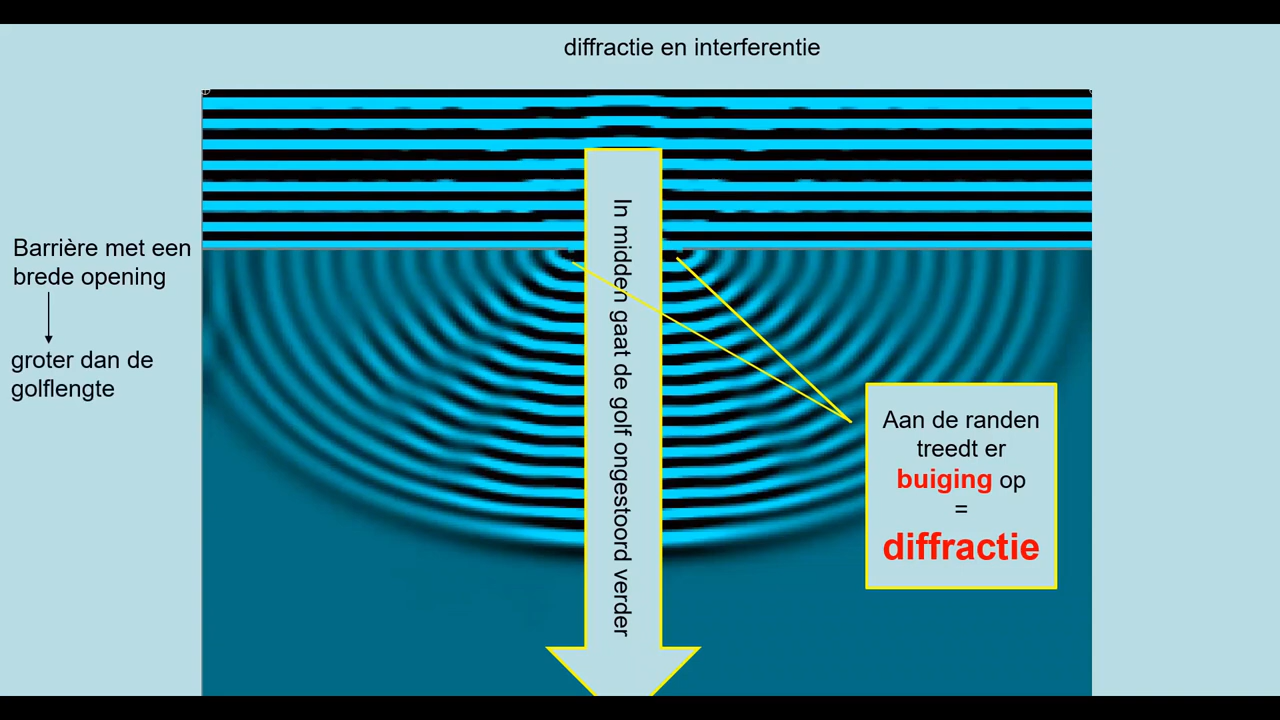 diffractie en interferentie
Barrière met een
brede opening
groter dan de
golflengte
In midden gaat de golf ongestoord verder
Aan de randen
treedt er
buiging op
=
diffractie